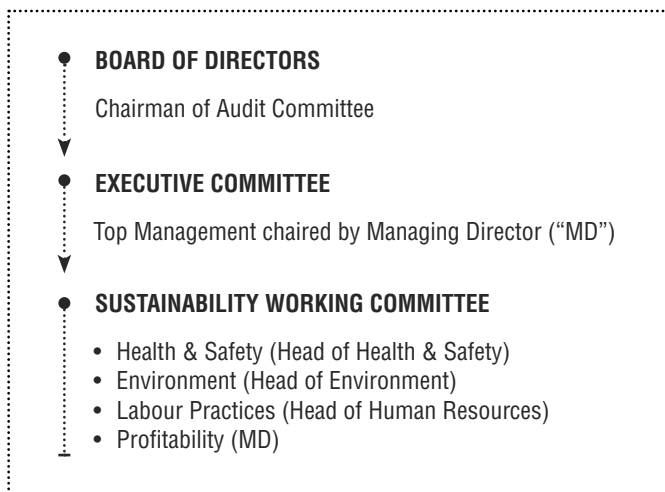 BOARD OF DIRECTORS
Chairman of Audit Committee
EXECUTIVE COMMITTEE
Top Management chaired by Managing Director (“MD”)
SUSTAINABILITY WORKING COMMITTEE
• Health & Safety (Head of Health & Safety)
• Environment (Head of Environment)
• Labour Practices (Head of Human Resources)
• Profitability (MD)